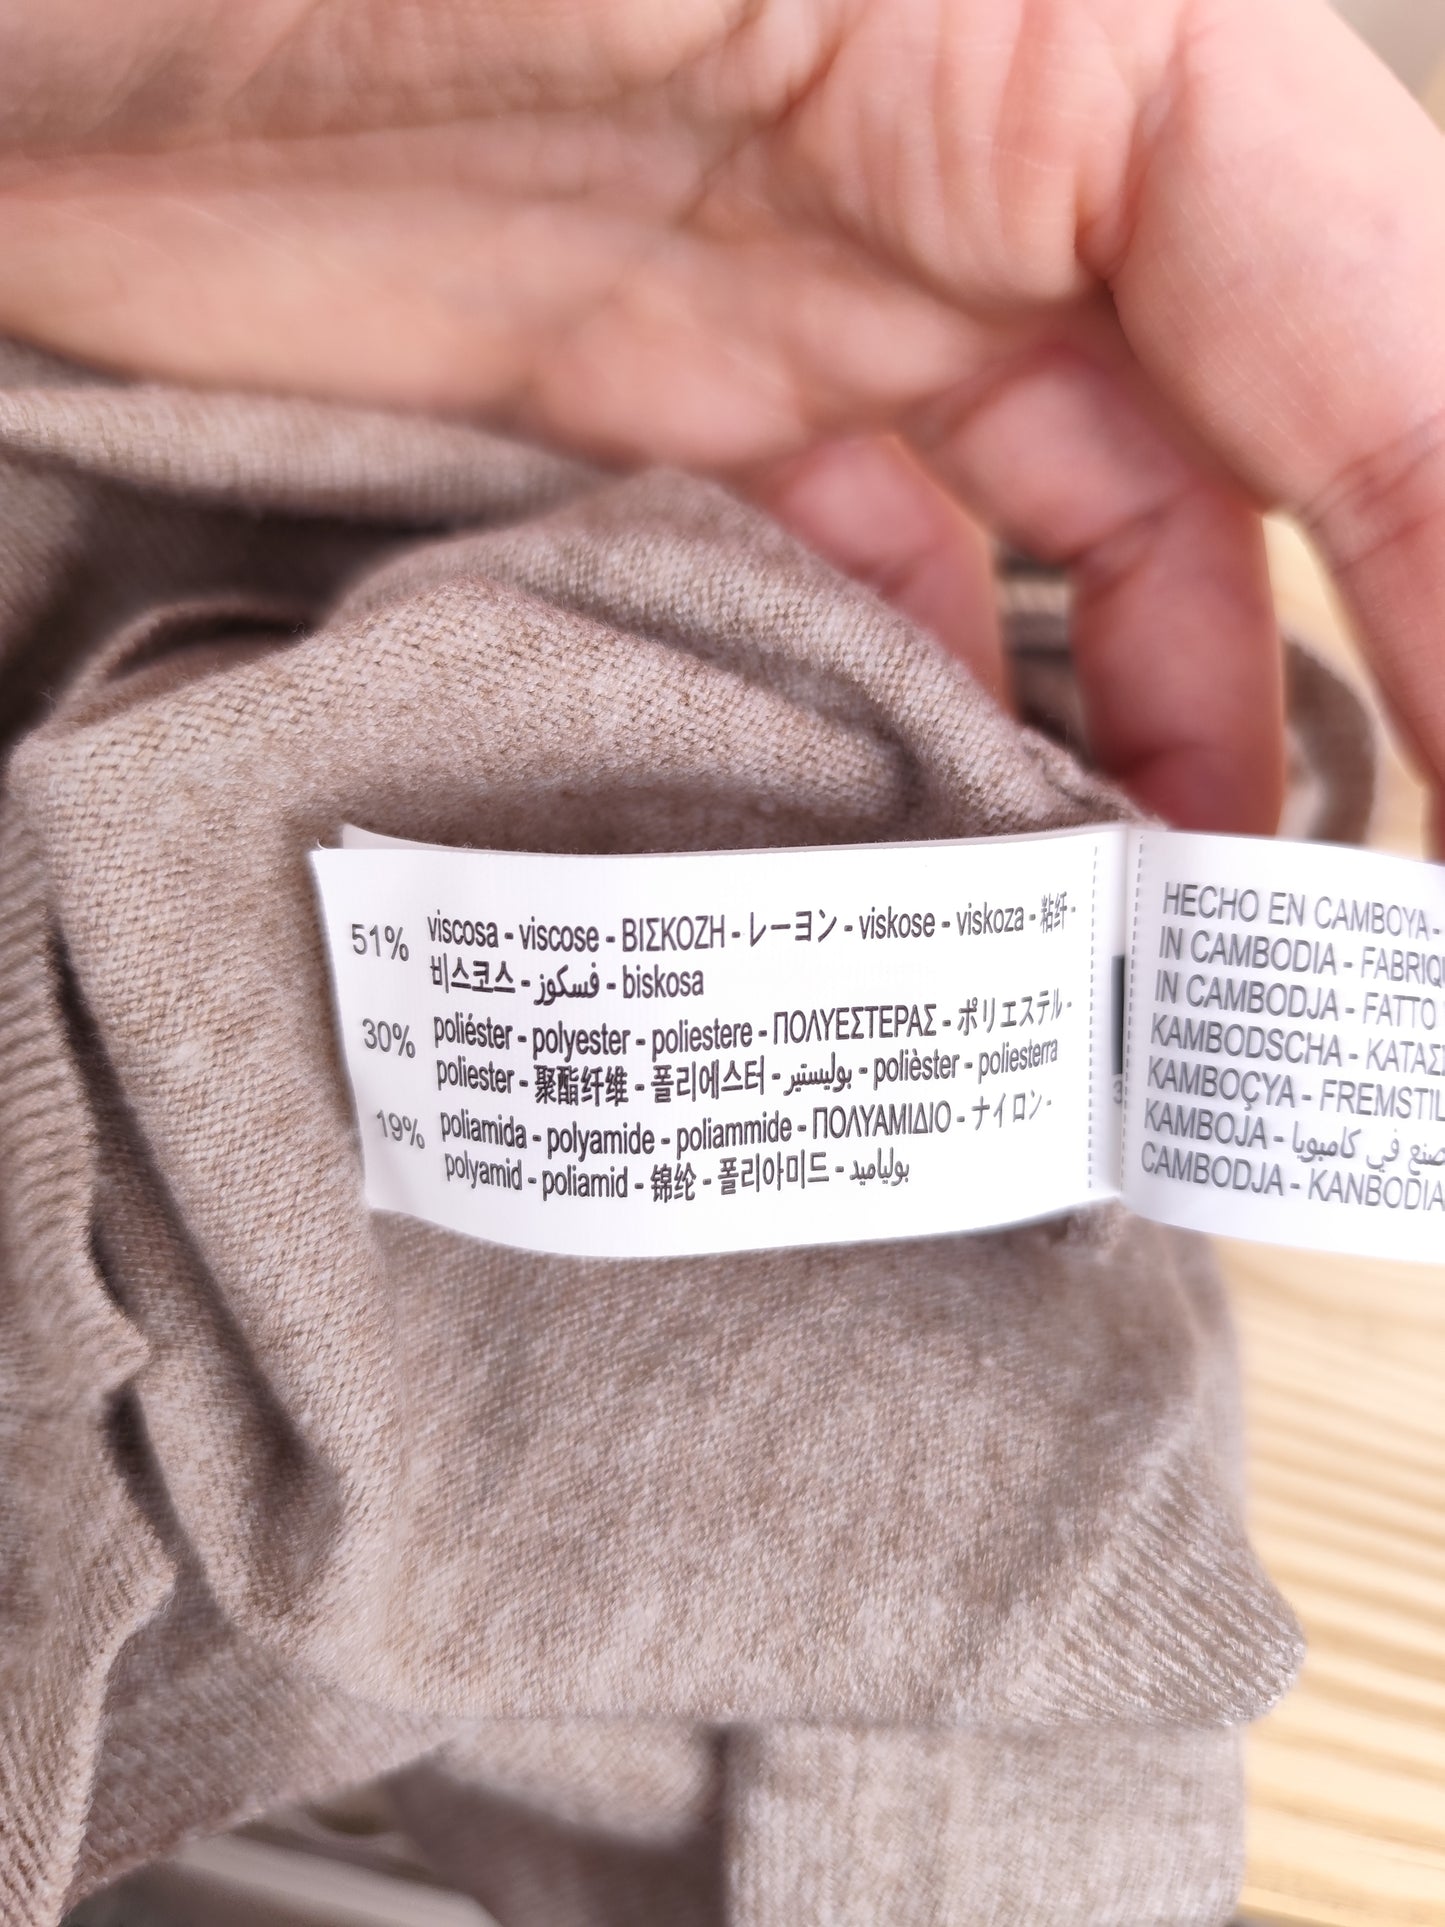 51% viscosa - viscose - ΒΙΣΚΟΖΗ - レーヨン - viskose - viskoza - 粘纤 -
비스코스 - فسكوز - biskosa
30% poliéster - polyester - poliestere - ΠΟΛΥΕΣΤΕΡΑΣ - ポリエステル -
poliester - 聚酯纤维 - 폴리에스터 - بوليستير - polièster - poliesterra
19% poliamida - polyamide - poliammide - ΠΟΛΥΑΜΙΔΙΟ - ナイロン -
polyamid - poliamid - 锦纶 - 폴리아미드 - بولياميد
HECHO EN CAMBOYA -
IN CAMBODIA - FABRIQU
IN CAMBODJA - FATTO
KAMBODSCHA - ΚΑΤΑΣ
KAMBOÇYA - FREMSTIL
KAMBOJA - صنع في كامبوبا
CAMBODJA - KANBODIA
3